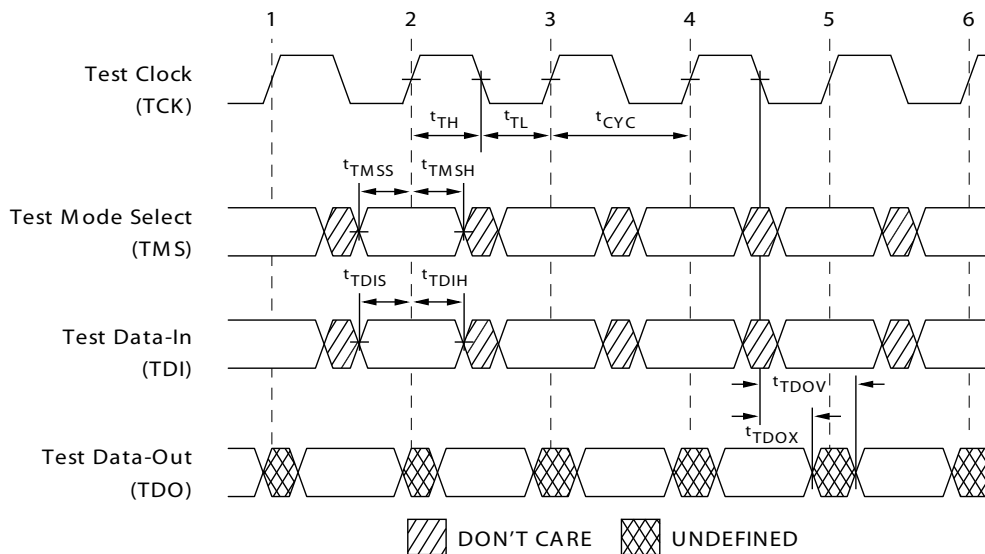 1 2 3 4 5 6
Test Clock
(TCK)
tTH tTL tCYC
tTMSS tTMSH
Test Mode Select
(TMS)
tTDIS tTDIH
Test Data-In
(TDI)
tTDOV
tTDOX
Test Data-Out
(TDO)
DON'T CARE UNDEFINED